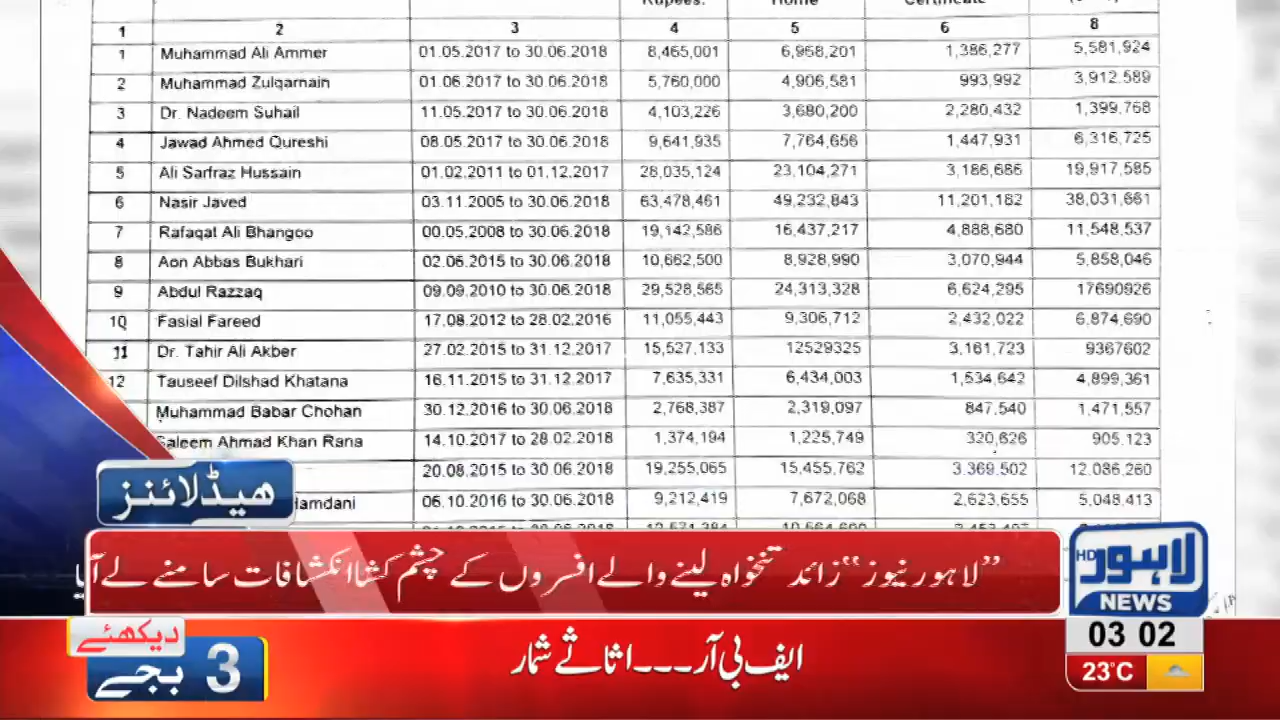 Rupees. Home Certificate
1 2 3 4 5 6 8
1 Muhammad Ali Ammer 01.05.2017 to 30.06.2018 8,465,001 6,968,201 1,386,277 5,581,924
2 Muhammad Zulqarnain 01.06.2017 to 30.06.2018 5,760,000 4,906,581 993,992 3,912,589
3 Dr. Nadeem Suhail 11.05.2017 to 30.06.2018 4,103,226 3,680,200 2,280,432 1,399,768
4 Jawad Ahmed Qureshi 08.05.2017 to 30.06.2018 9,641,935 7,764,656 1,447,931 6,316,725
5 Ali Sarfraz Hussain 01.02.2011 to 01.12.2017 28,035,124 23,104,271 3,186,686 19,917,585
6 Nasir Javed 03.11.2005 to 30.06.2018 63,478,461 49,232,843 11,201,182 38,031,661
7 Rafaqat Ali Bhangoo 00.05.2008 to 30.06.2018 19,142,586 16,437,217 4,888,680 11,548,537
8 Aon Abbas Bukhari 02.06.2015 to 30.06.2018 10,662,500 8,928,990 3,070,944 5,858,046
9 Abdul Razzaq 09.09.2010 to 30.06.2018 29,528,565 24,313,328 6,624,295 17690926
10 Fasial Fareed 17.08.2012 to 28.02.2016 11,055,443 9,306,712 2,432,022 6,874,690
11 Dr. Tahir Ali Akber 27.02.2015 to 31.12.2017 15,527,133 12529325 3,161,723 9367602
12 Tauseef Dilshad Khatana 16.11.2015 to 31.12.2017 7,635,331 6,434,003 1,534,642 4,899,361
Muhammad Babar Chohan 30.12.2016 to 30.06.2018 2,768,387 2,319,097 847,540 1,471,557
Saleem Ahmad Khan Rana 14.10.2017 to 28.02.2018 1,374,194 1,225,749 320,626 905.123
20.08.2015 to 30.06.2018 19,255,065 15,455,762 3.369.502 12.086,260
Hamdani 06.10.2016 to 30.06.2018 9,212,419 7,672,068 2,623,655 5,048,413
ہیڈلائنز
”لاہور نیوز“ زائد تنخواہ لینے والے افسروں کے چشم کشا انکشافات سامنے لے آیا
لاہور HD
NEWS
دیکھئے
3 بجے
ایف بی آر۔۔۔اثاثے شمار
03 02
23°C